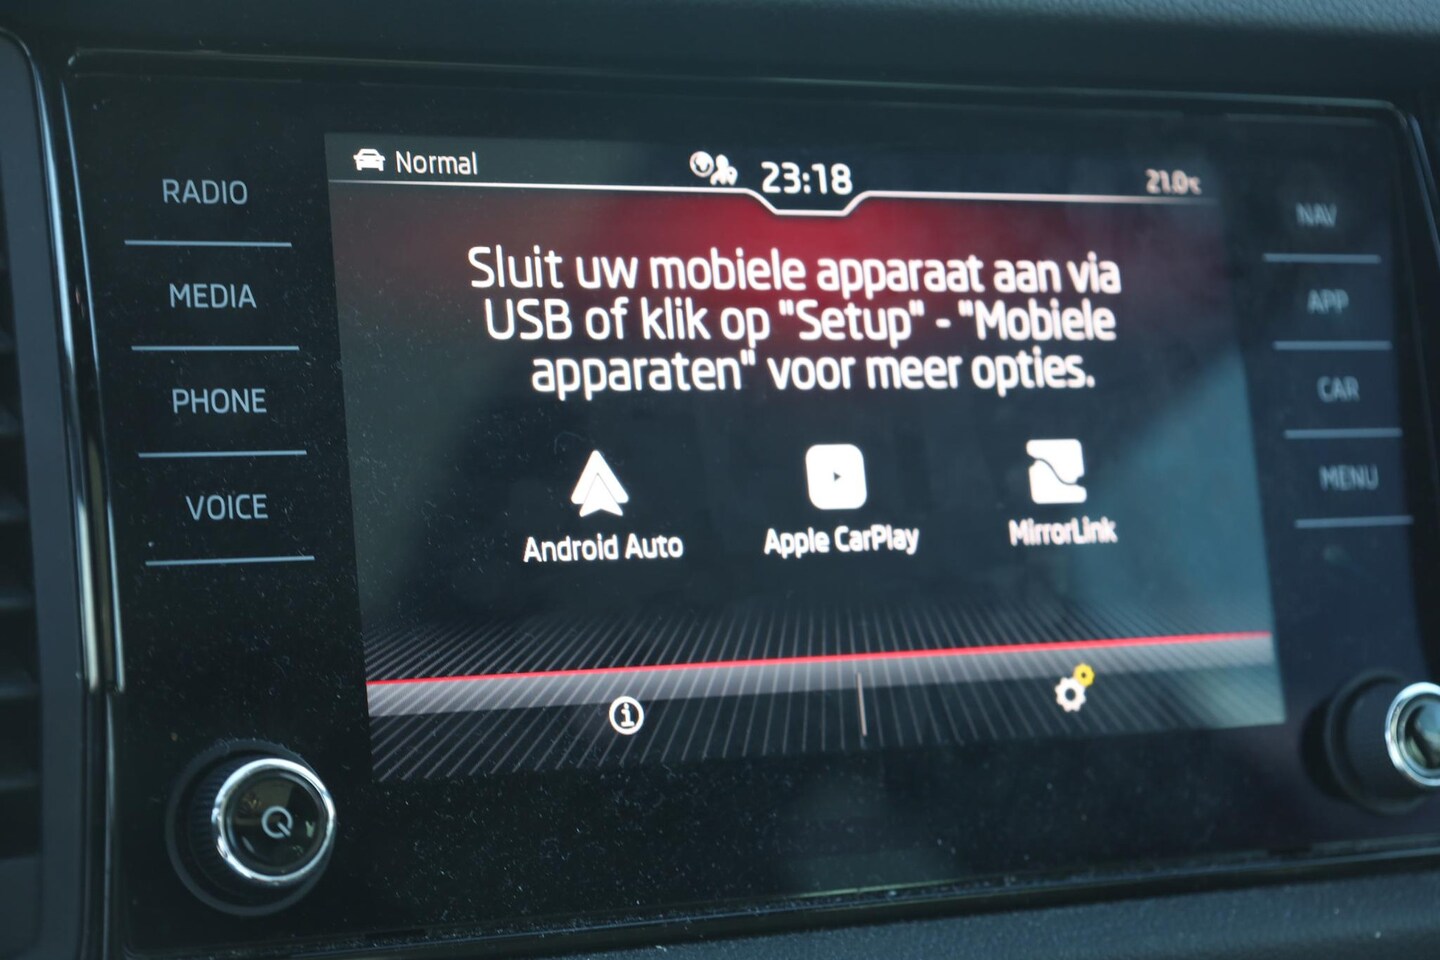 Normal
23:18
21.0°C
RADIO
MEDIA
PHONE
VOICE
Sluit uw mobiele apparaat aan via
USB of klik op "Setup" - "Mobiele
apparaten" voor meer opties.
Android Auto
Apple CarPlay
MirrorLink
NAV
APP
CAR
MENU